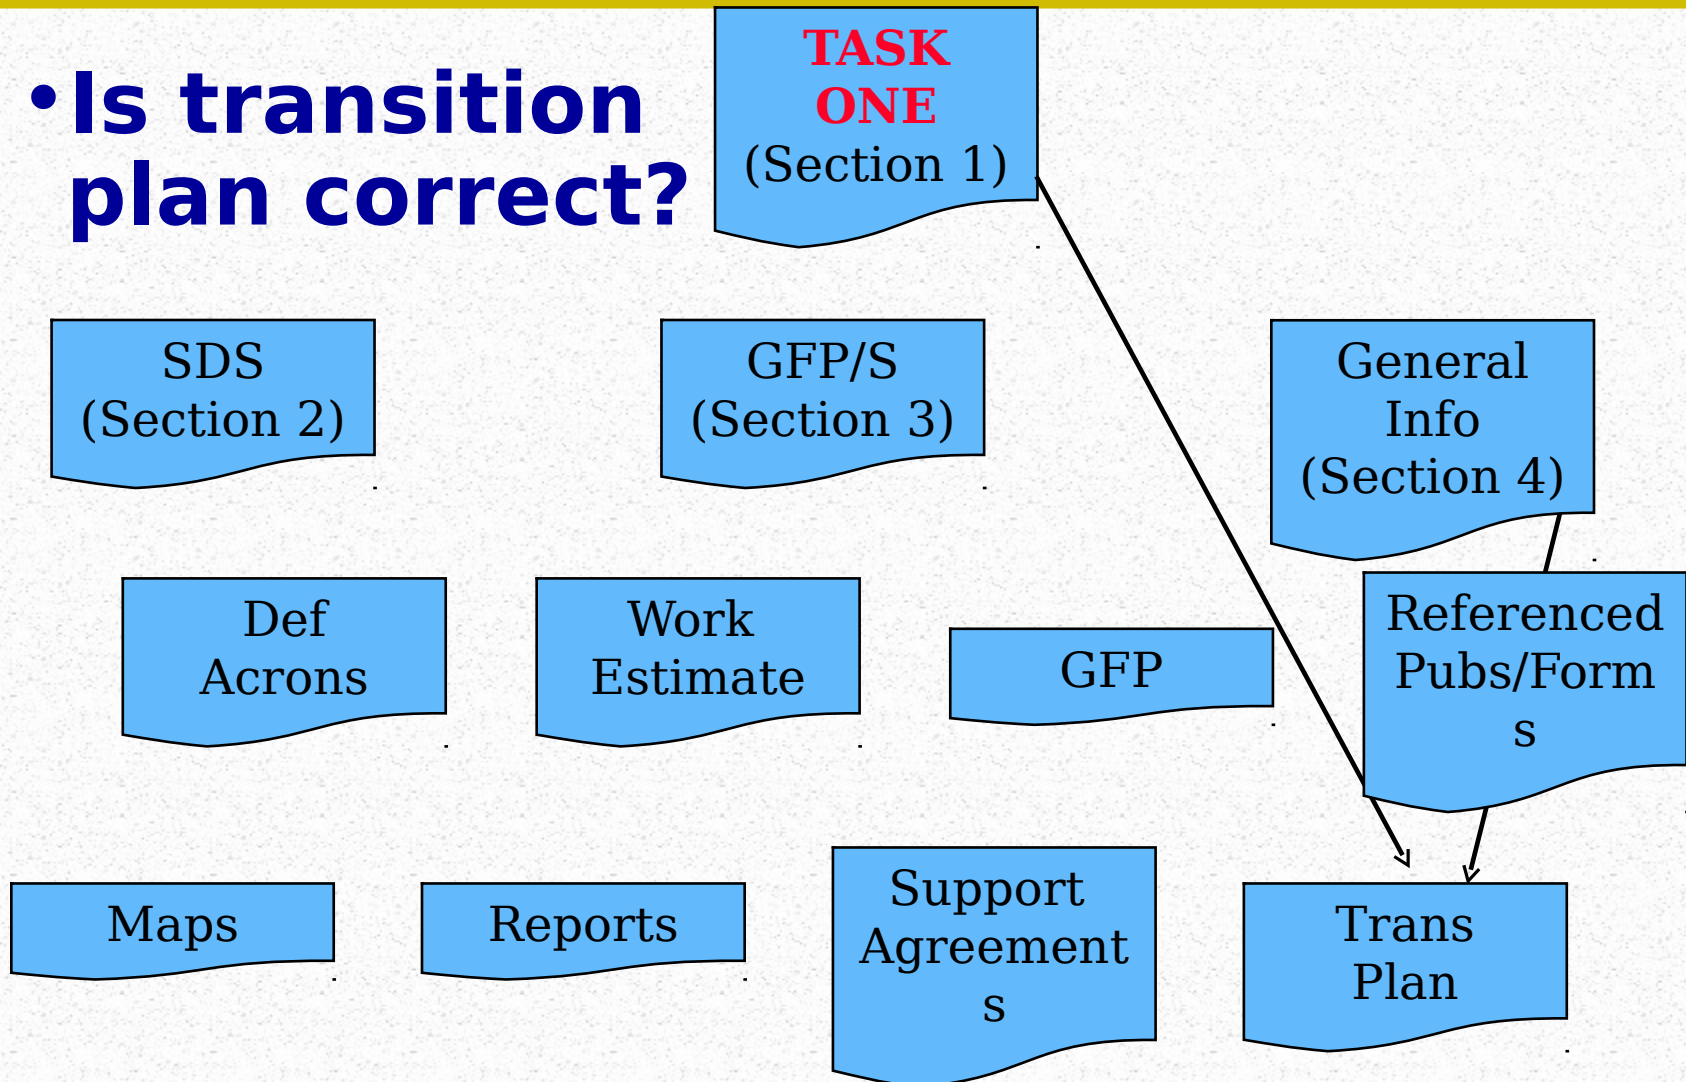 • Is transition
plan correct?
TASK
ONE
(Section 1)
SDS
(Section 2)
GFP/S
(Section 3)
General
Info
(Section 4)
Def
Acrons
Work
Estimate
GFP
Referenced
Pubs/Form
s
Maps
Reports
Support
Agreement
s
Trans
Plan